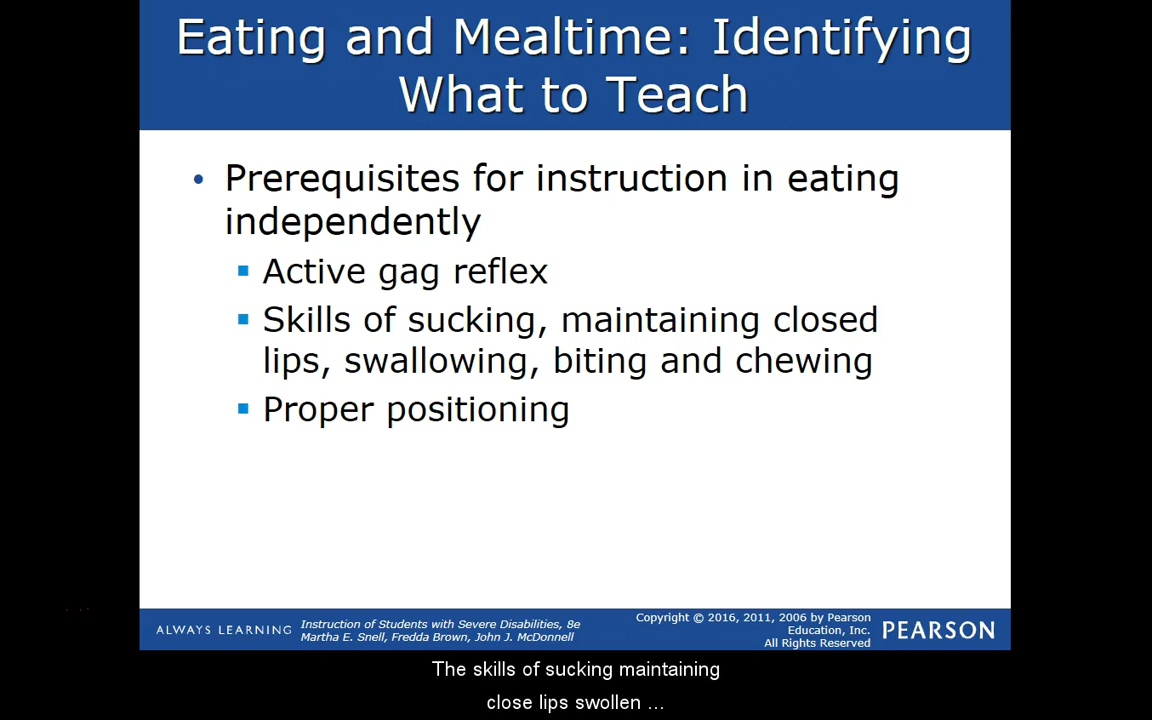 Eating and Mealtime: Identifying
What to Teach
• Prerequisites for instruction in eating
independently
▪ Active gag reflex
▪ Skills of sucking, maintaining closed
lips, swallowing, biting and chewing
▪ Proper positioning
ALWAYS LEARNING
Instruction of Students with Severe Disabilities, 8e
Martha E. Snell, Fredda Brown, John J. McDonnell
Copyright © 2016, 2011, 2006 by Pearson
Education, Inc.
All Rights Reserved
PEARSON
The skills of sucking maintaining
close lips swollen ...